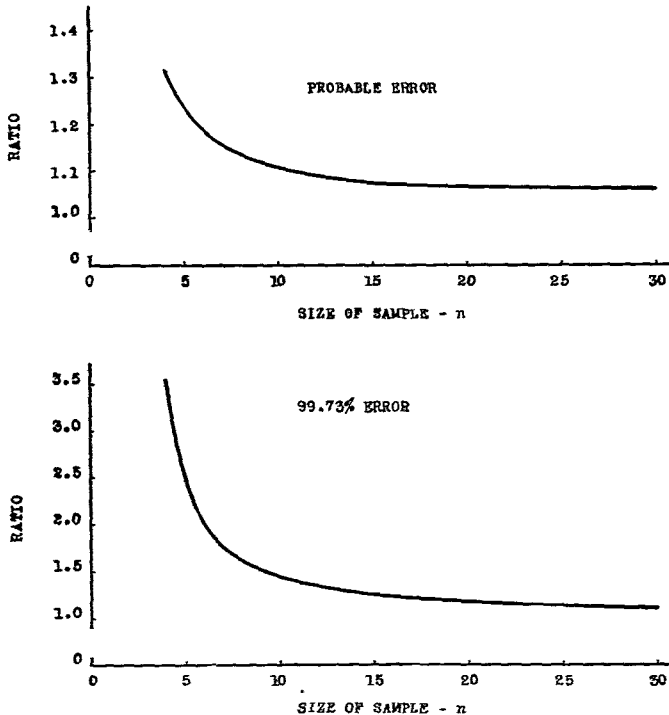 1.4
1.3
PROBABLE ERROR
1.2
RATIO
1.1
1.0
0
0 5 10 15 20 25 30
SIZE OF SAMPLE - n
3.5
99.73% ERROR
3.0
2.5
RATIO
2.0
1.5
1.0
0
0 5 10 15 20 25 30
SIZE OF SAMPLE - n